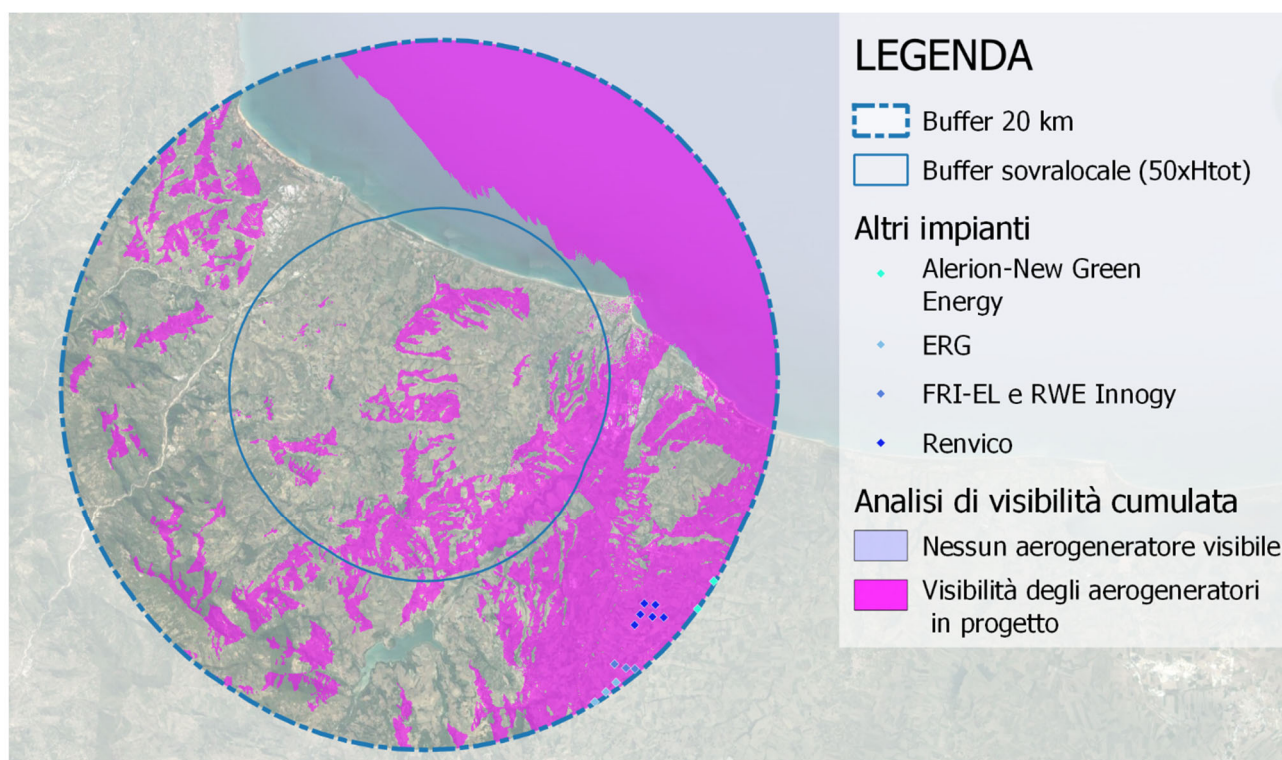 LEGENDA
Buffer 20 km
Buffer sovralocale (50xHtot)
Altri impianti
Alerion-New Green
Energy
ERG
FRI-EL e RWE Innogy
Renvico
Analisi di visibilità cumulata
Nessun aerogeneratore visibile
Visibilità degli aerogeneratori
in progetto